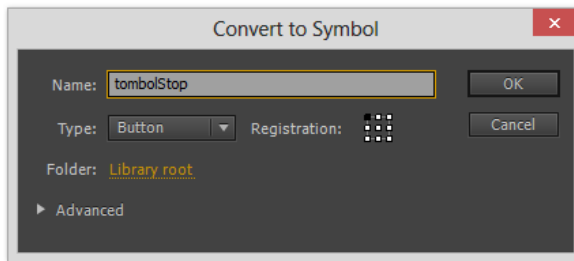 Convert to Symbol
Name: tombolStop OK
Type: Button Registration: Cancel
Folder: Library root
Advanced